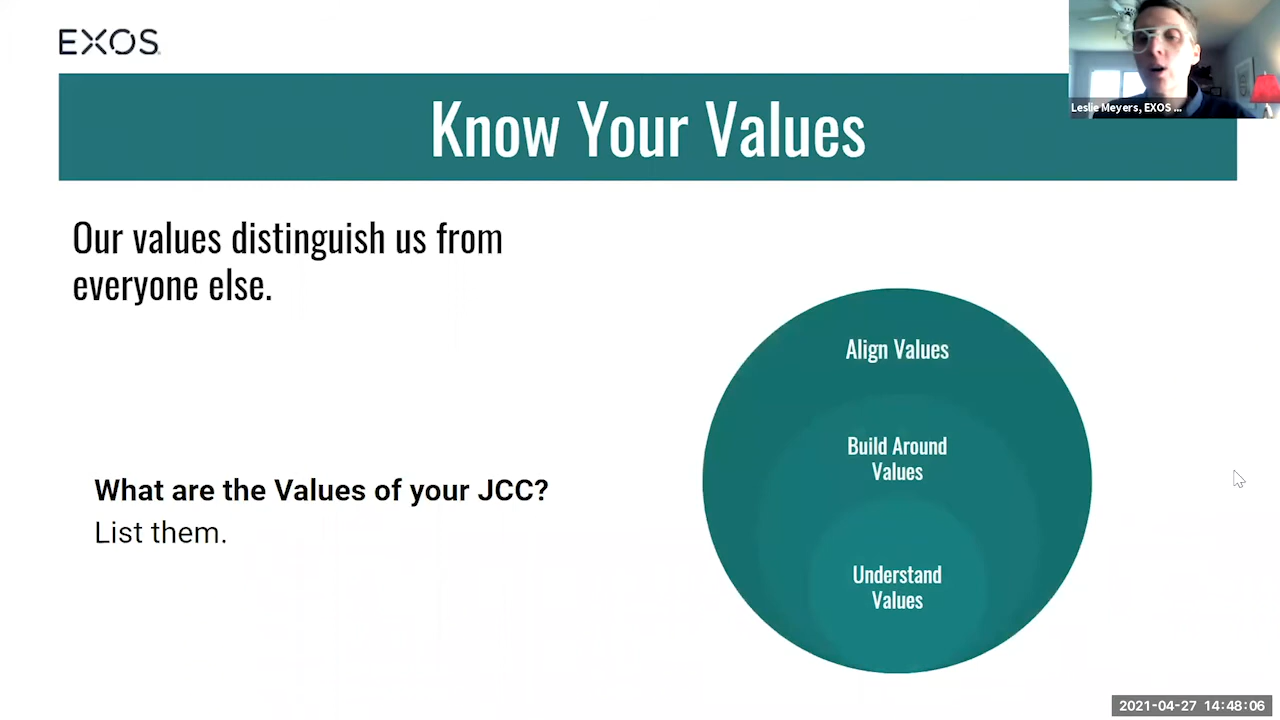 EXOS
Know Your Values
Leslie Meyers, EXOS ...
Our values distinguish us from
everyone else.
Align Values
Build Around
Values
What are the Values of your JCC?
List them.
Understand
Values
2021-04-27 14:48:06